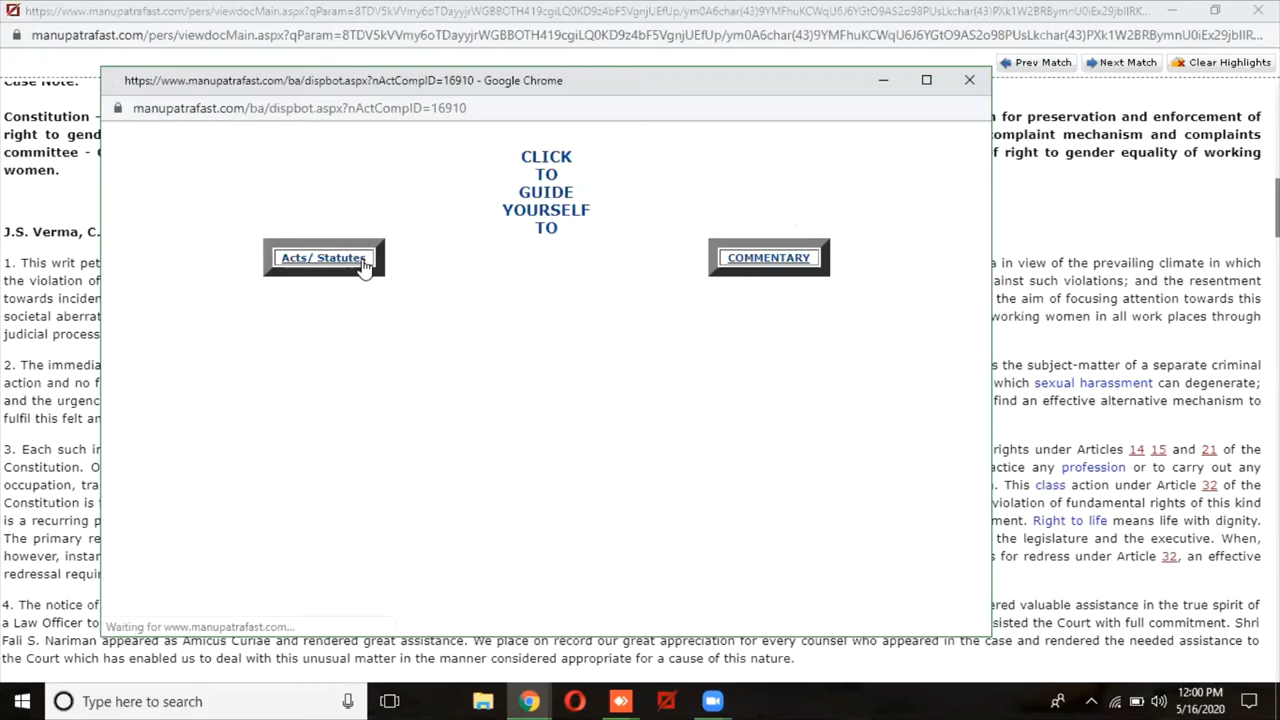 https://www.manupatrafast.com/pers/viewdocMain.aspx?qParam=8TDV5kVVmy6oTDayyjrWGBBOTH419cgiLQ0KD9z4bF5VgnjUEfUp/ym0A6char(43)9YMFhuKCWqU6J6YGtO9AS2o98PUsLkchar(43)PXk1W2BRBymnU0iEx29j2bIIRK...
manupatrafast.com/pers/viewdocMain.aspx?qParam=8TDV5kVVmy6oTDayyjrWGBBOTH419cgiLQ0KD9z4bF5VgnjUEfUp/ym0A6char(43)9YMFhuKCWqU6J6YGtO9AS2o98PUsLkchar(43)PXk1W2BRBymnU0iEx29j2bIIRK...
Prev Match Next Match Clear Highlights
Case Note:
https://www.manupatrafast.com/ba/dispbot.aspx?nActCompID=16910 - Google Chrome
manupatrafast.com/ba/dispbot.aspx?nActCompID=16910
CLICK
TO
GUIDE
YOURSELF
TO
Acts/ Statutes COMMENTARY
Waiting for www.manupatrafast.com...
Constitution - n for preservation and enforcement of
right to gend omplaint mechanism and complaints
committee - of right to gender equality of working
women.
J.S. Verma, C.
1. This writ pet a in view of the prevailing climate in which
the violation of ainst such violations; and the resentment
towards inciden the aim of focusing attention towards this
societal aberrat working women in all work places through
judicial process
2. The immedia s the subject-matter of a separate criminal
action and no f which sexual harassment can degenerate;
and the urgenc find an effective alternative mechanism to
fulfil this felt an
3. Each such in rights under Articles 14 15 and 21 of the
Constitution. O actice any profession or to carry out any
occupation, tra n. This class action under Article 32 of the
Constitution is violation of fundamental rights of this kind
is a recurring p ment. Right to life means life with dignity.
The primary re the legislature and the executive. When,
however, instan s for redress under Article 32, an effective
redressal requi
4. The notice of ered valuable assistance in the true spirit of
a Law Officer to sisted the Court with full commitment. Shri
Fali S. Nariman appeared as Amicus Curiae and rendered great assistance. We place on record our great appreciation for every counsel who appeared in the case and rendered the needed assistance to
the Court which has enabled us to deal with this unusual matter in the manner considered appropriate for a cause of this nature.
Type here to search
12:00 PM
5/16/2020